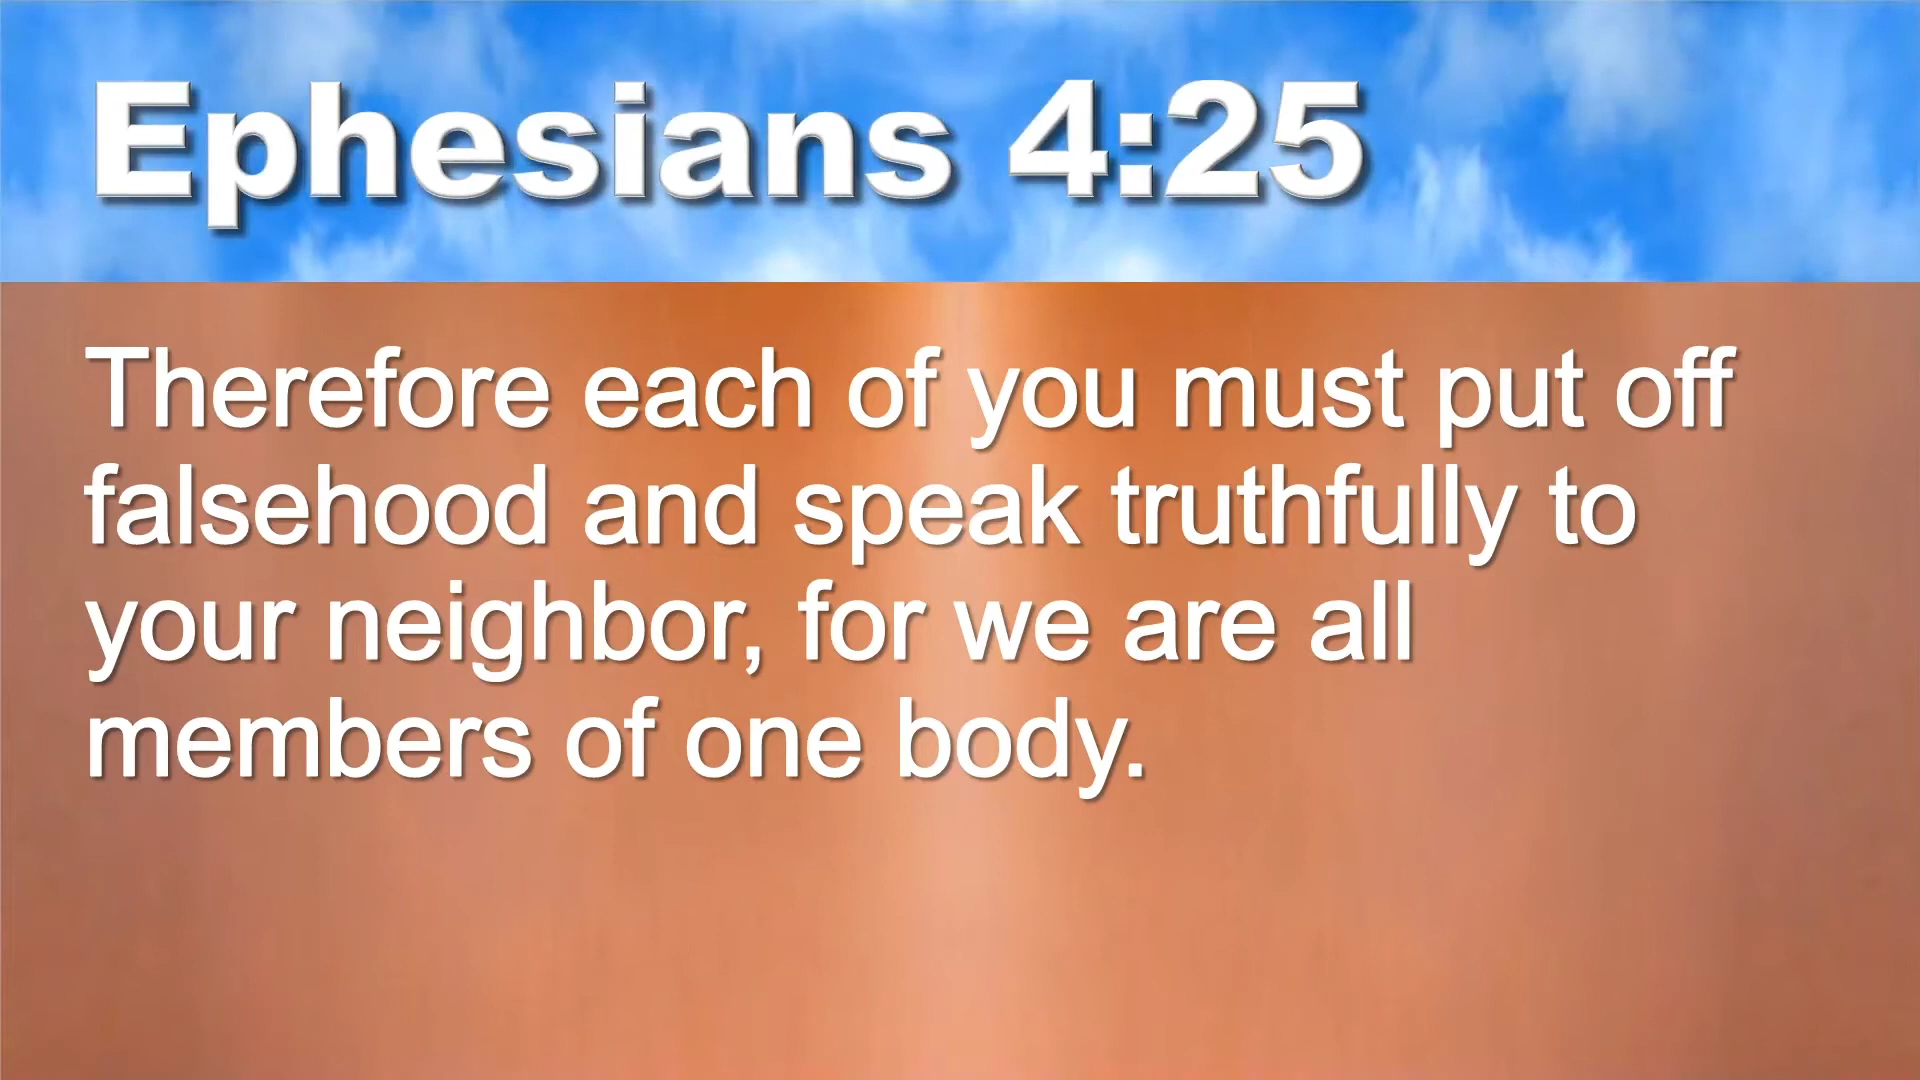 Ephesians 4:25
Therefore each of you must put off
falsehood and speak truthfully to
your neighbor, for we are all
members of one body.